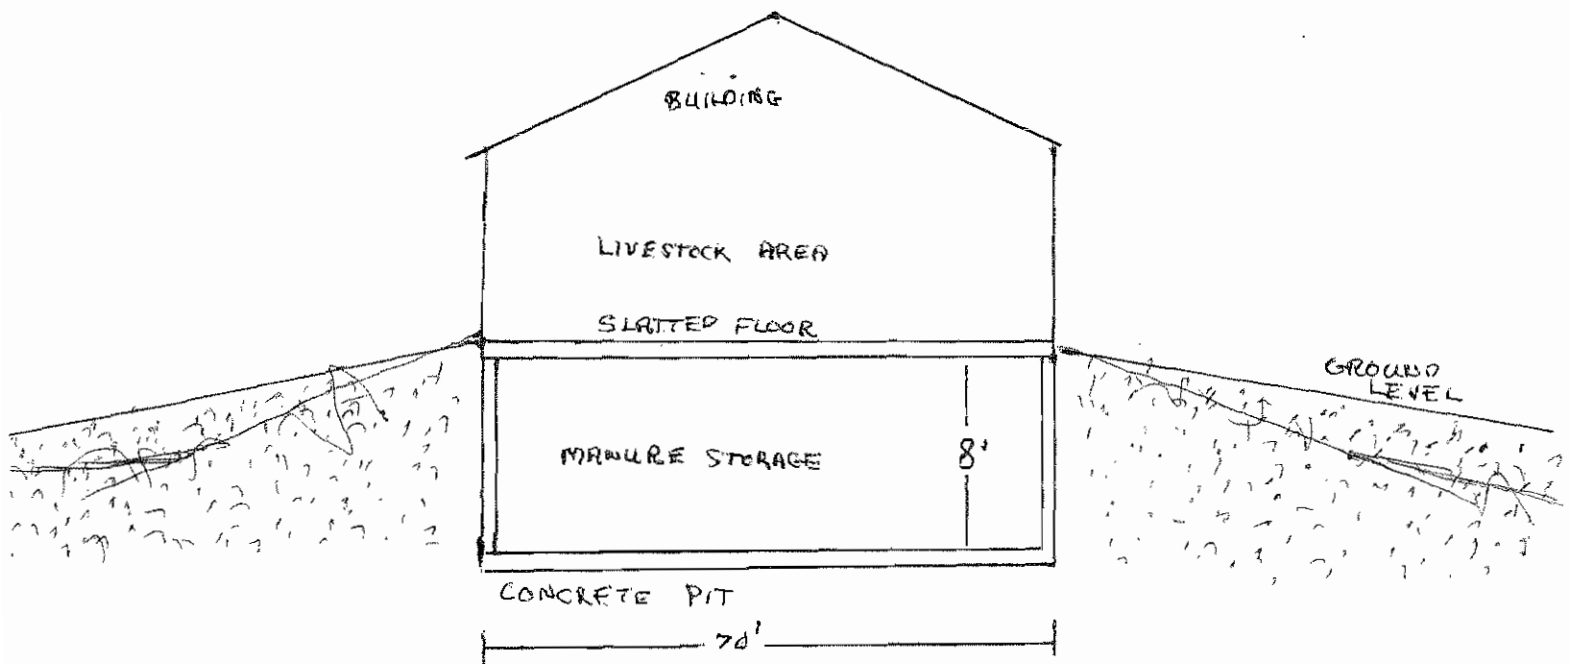 BUILDING
LIVESTOCK AREA
SLATTED FLOOR
GROUND
LEVEL
MANURE STORAGE
8'
CONCRETE PIT
70'